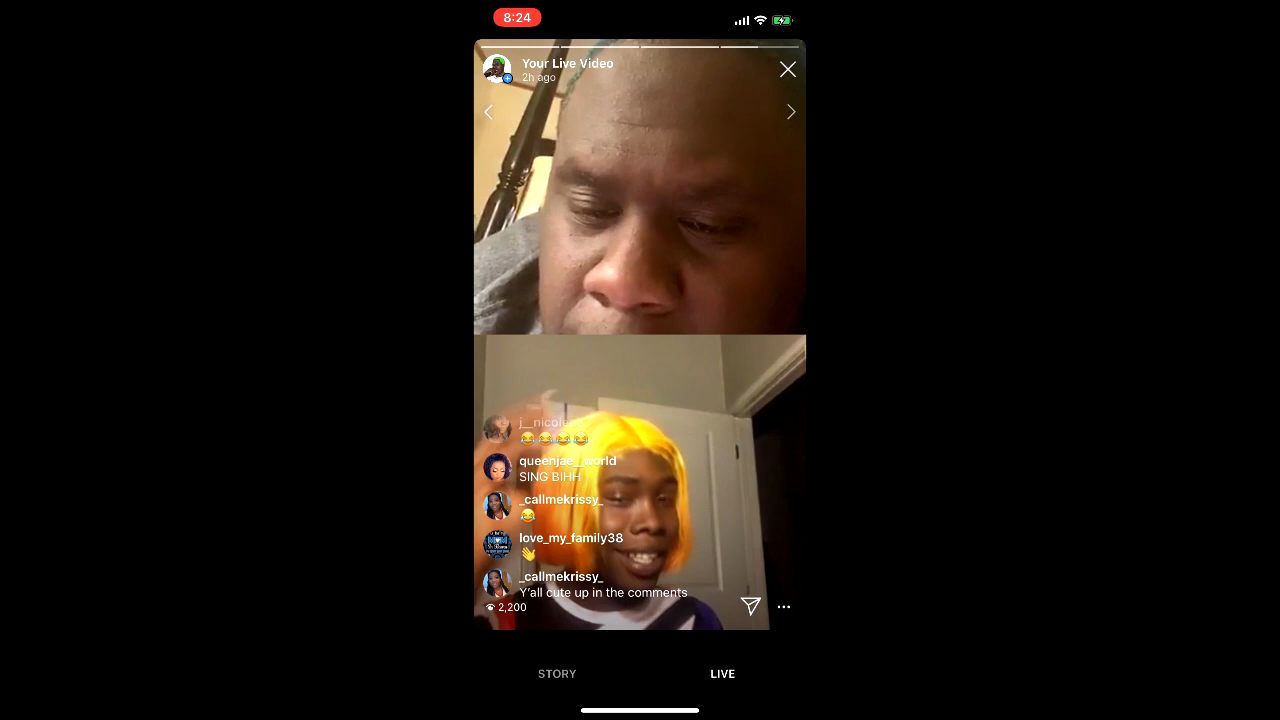 8:24
Your Live Video
2h ago
j__nicole
queenjae__world
SING BIHH
_callmekrissy_
love_my_family38
_callmekrissy_
Y'all cute up in the comments
2,200
STORY
LIVE